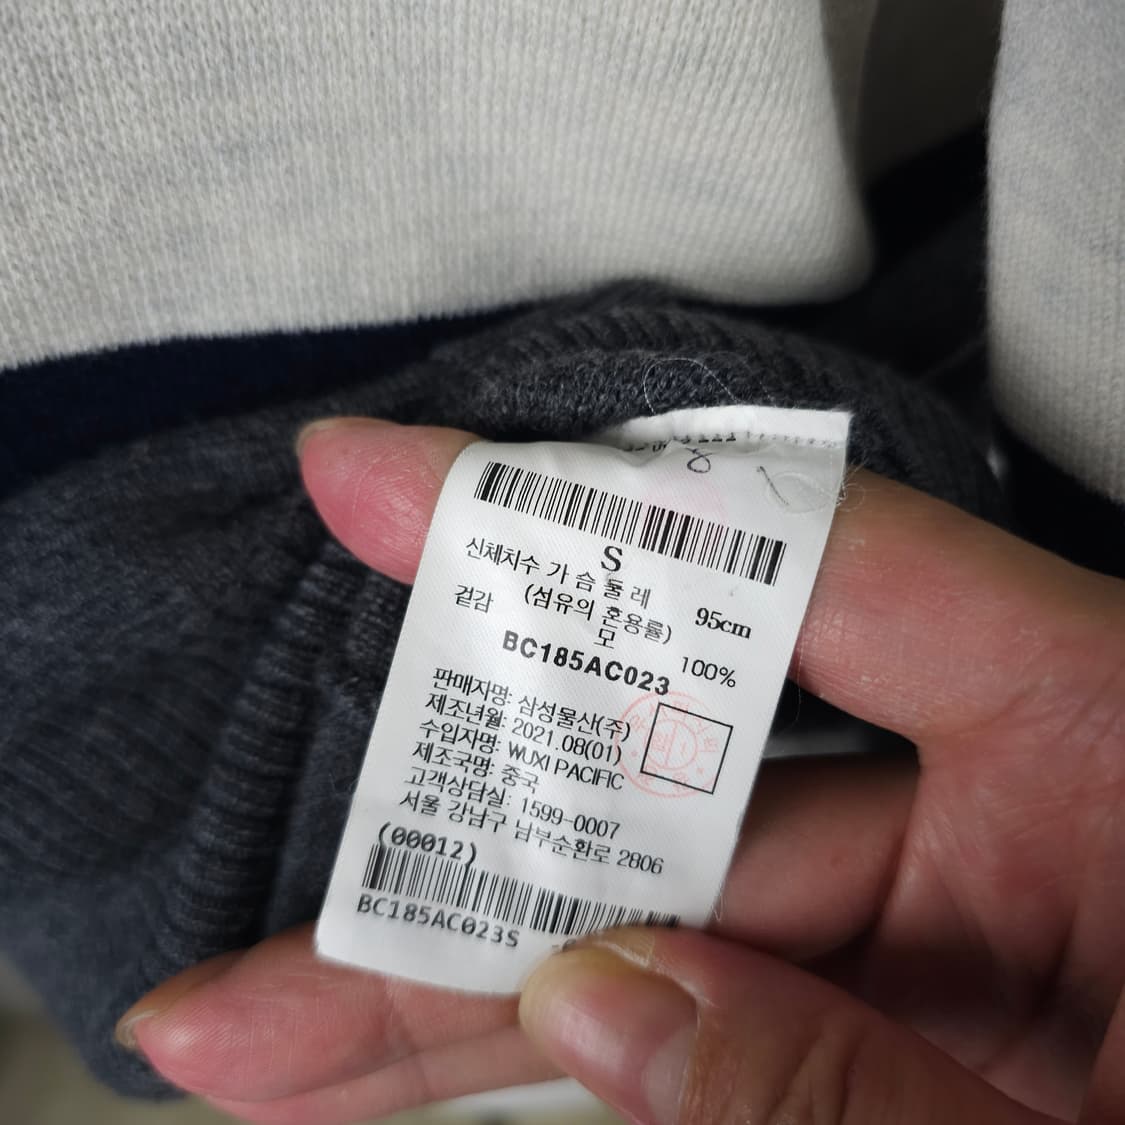 S
신체치수 가 슴 둘 레 95cm
(섬유의 혼용률)
겉감 모 100%
BC185AC023
판매자명: 삼성물산(주)
제조년월: 2021.08(01)
수입자명: WUXI PACIFIC
제조국명: 중국
고객상담실: 1599-0007
서울 강남구 남부순환로 2806
(00012)
BC185AC023S